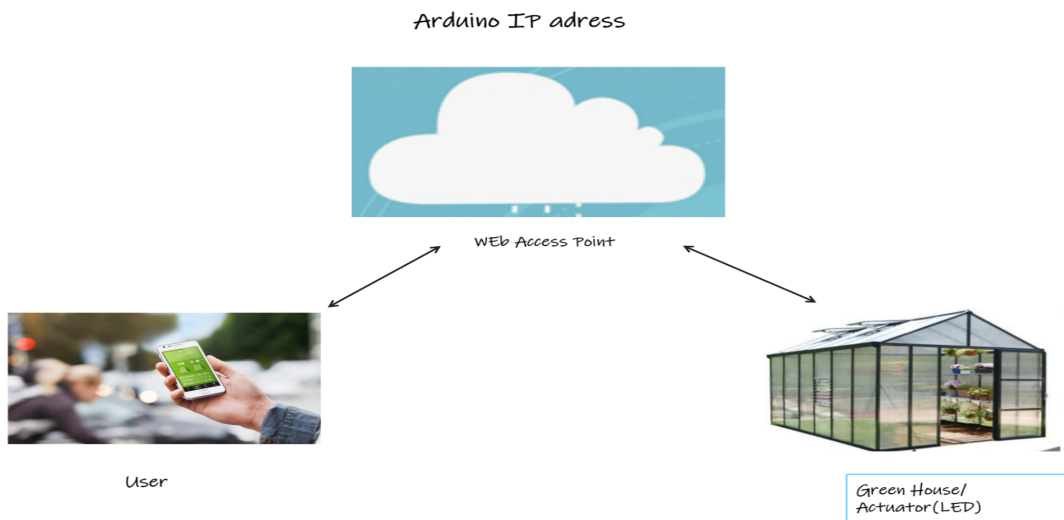 Arduino IP adress
WEb Access Point
User
Green House/
Actuator(LED)